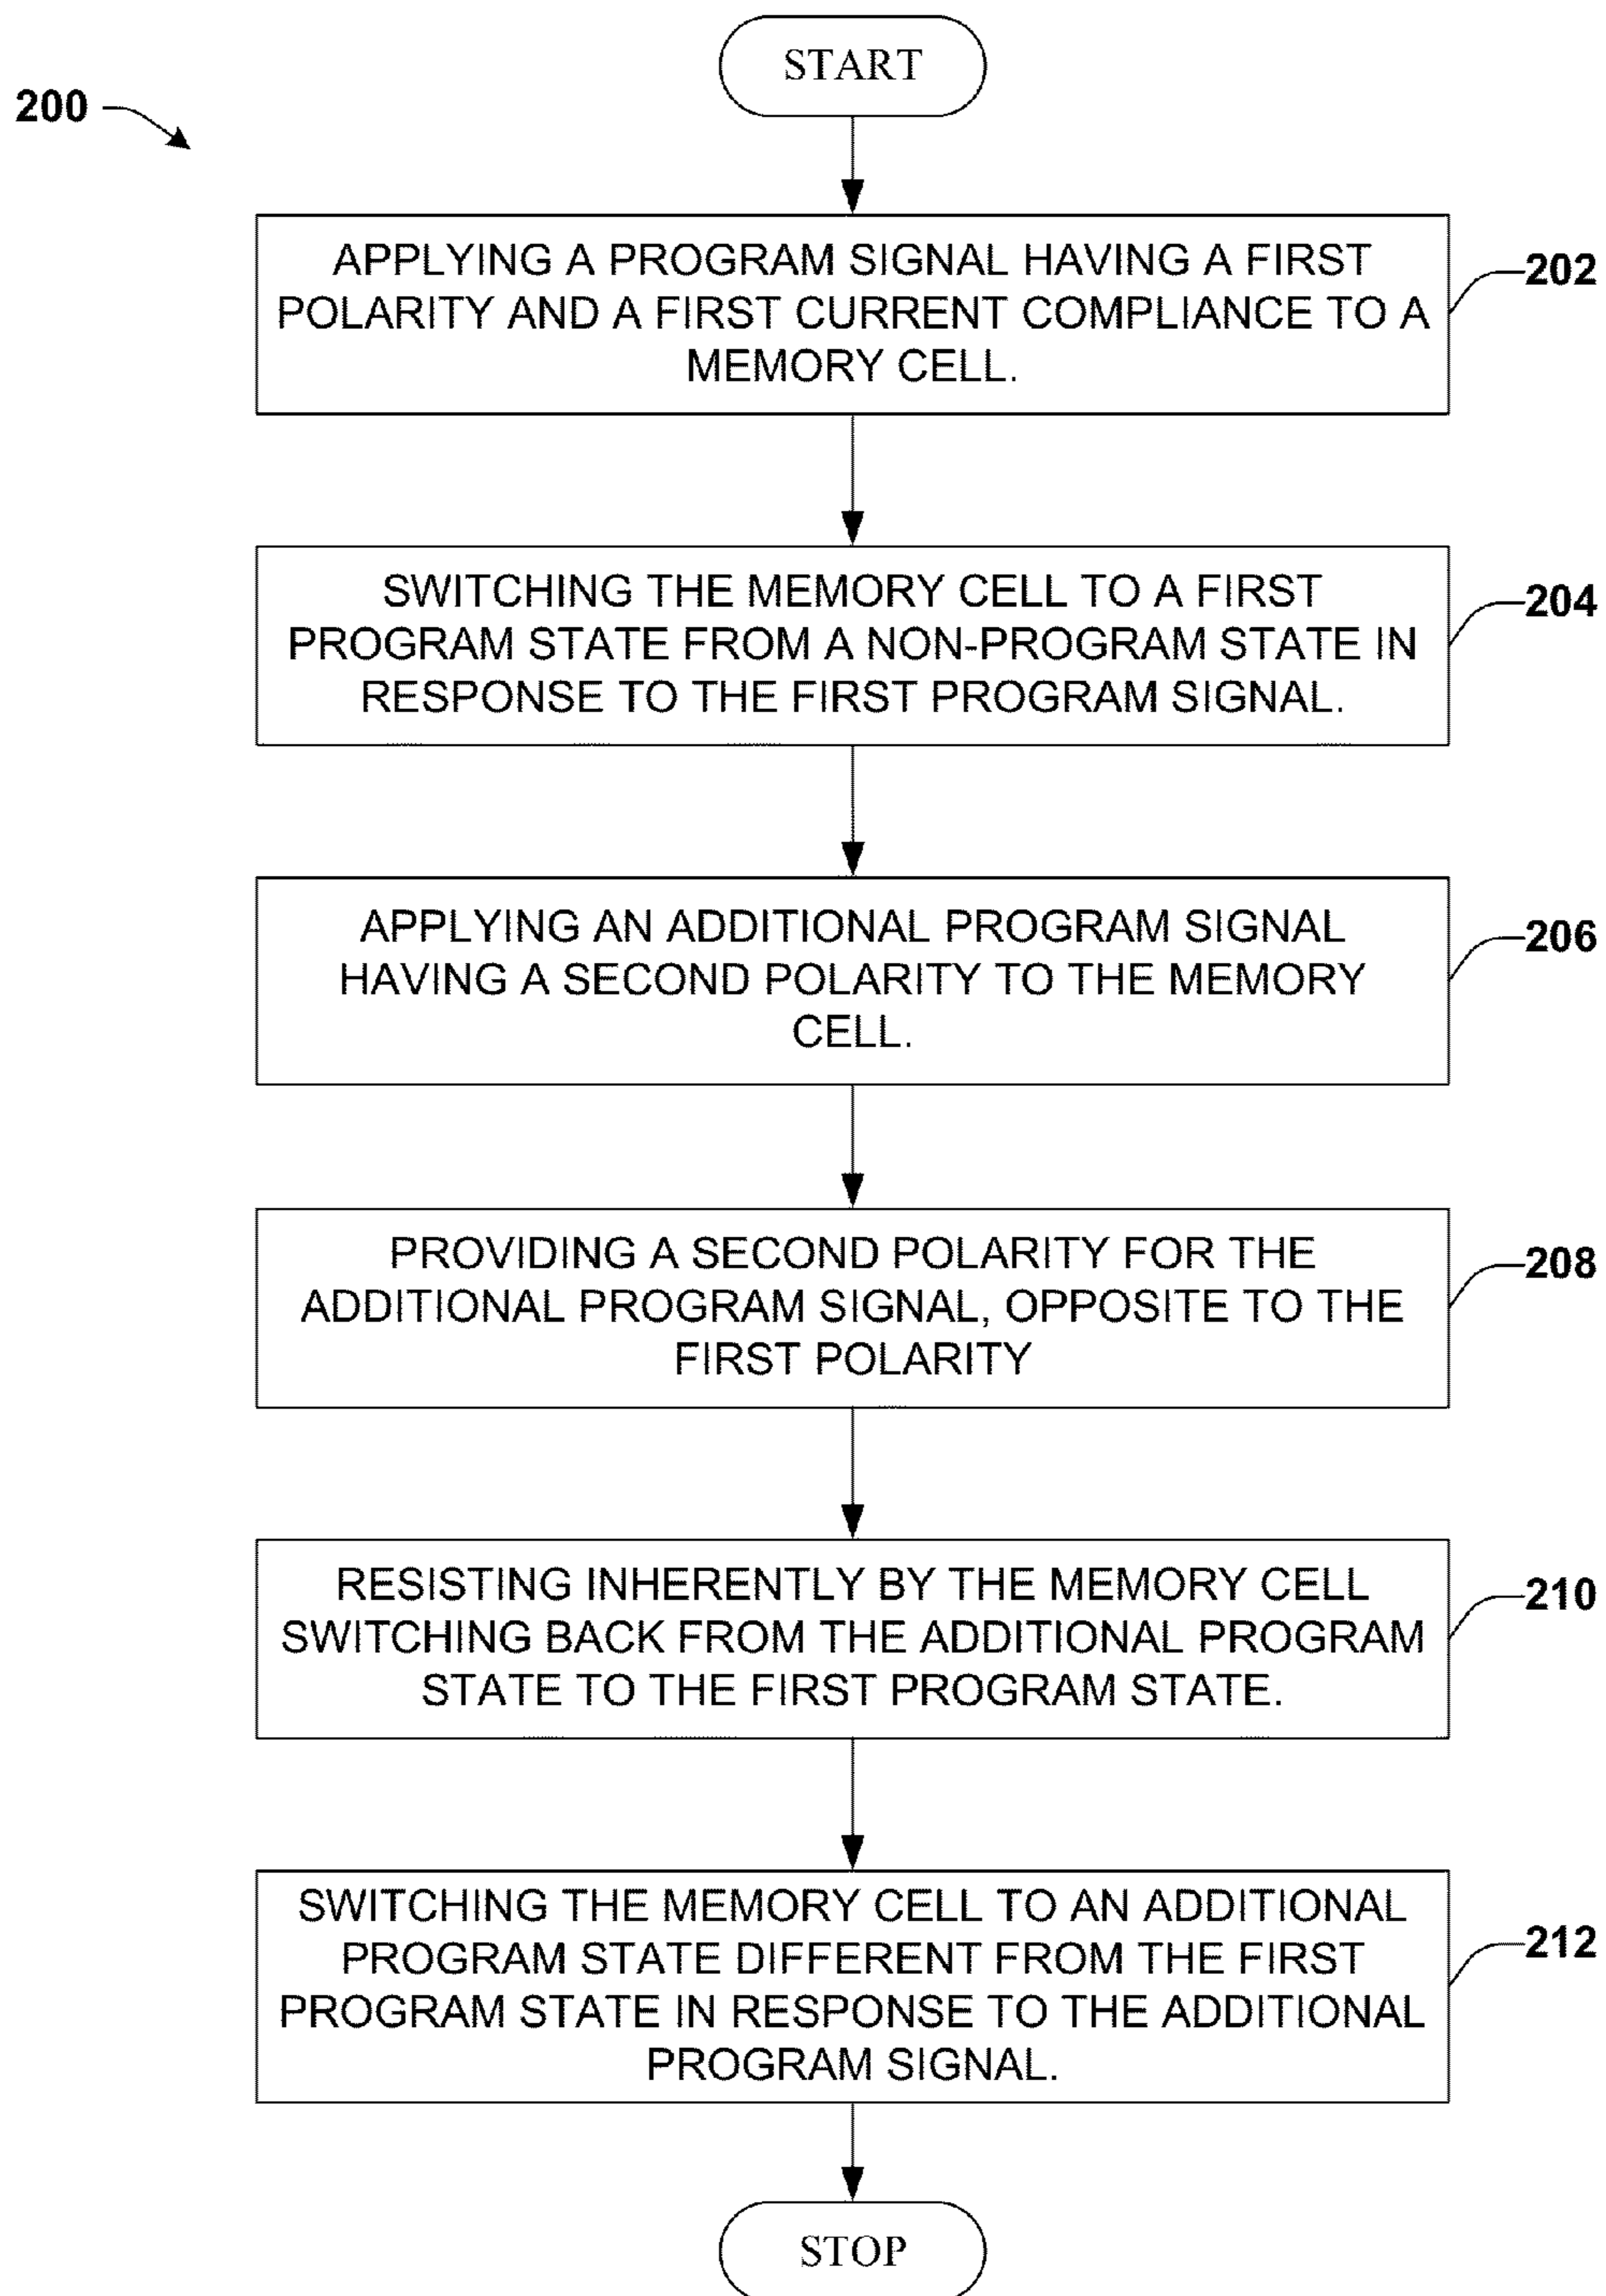 START
200
APPLYING A PROGRAM SIGNAL HAVING A FIRST
POLARITY AND A FIRST CURRENT COMPLIANCE TO A
MEMORY CELL.
202
SWITCHING THE MEMORY CELL TO A FIRST
PROGRAM STATE FROM A NON-PROGRAM STATE IN
RESPONSE TO THE FIRST PROGRAM SIGNAL.
204
APPLYING AN ADDITIONAL PROGRAM SIGNAL
HAVING A SECOND POLARITY TO THE MEMORY
CELL.
206
PROVIDING A SECOND POLARITY FOR THE
ADDITIONAL PROGRAM SIGNAL, OPPOSITE TO THE
FIRST POLARITY
208
RESISTING INHERENTLY BY THE MEMORY CELL
SWITCHING BACK FROM THE ADDITIONAL PROGRAM
STATE TO THE FIRST PROGRAM STATE.
210
SWITCHING THE MEMORY CELL TO AN ADDITIONAL
PROGRAM STATE DIFFERENT FROM THE FIRST
PROGRAM STATE IN RESPONSE TO THE ADDITIONAL
PROGRAM SIGNAL.
212
STOP